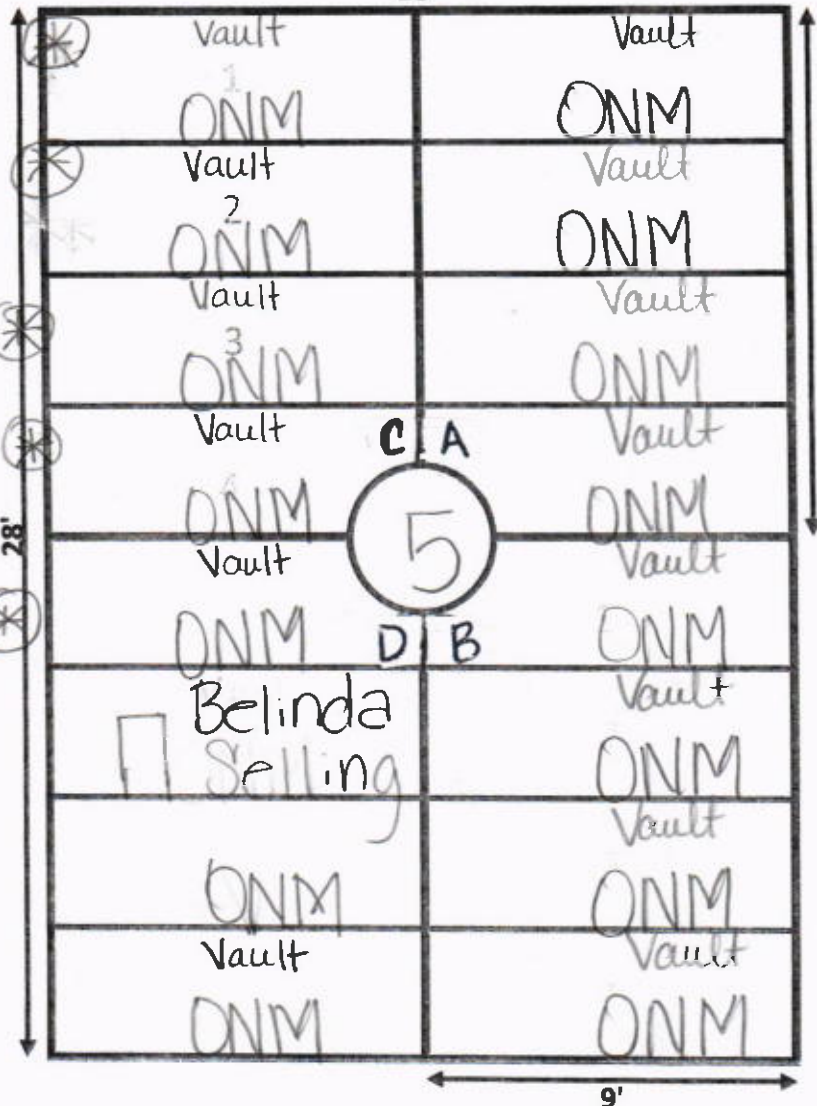 Vault Vault
1
ONM ONM
Vault Vault
2
ONM ONM
Vault Vault
3
ONM ONM
Vault C A Vault
ONM 5 ONM
28'
Vault Vault
ONM D B ONM
Belinda Vault
Selling ONM
Vault
ONM ONM
Vault Vault
ONM ONM
9'